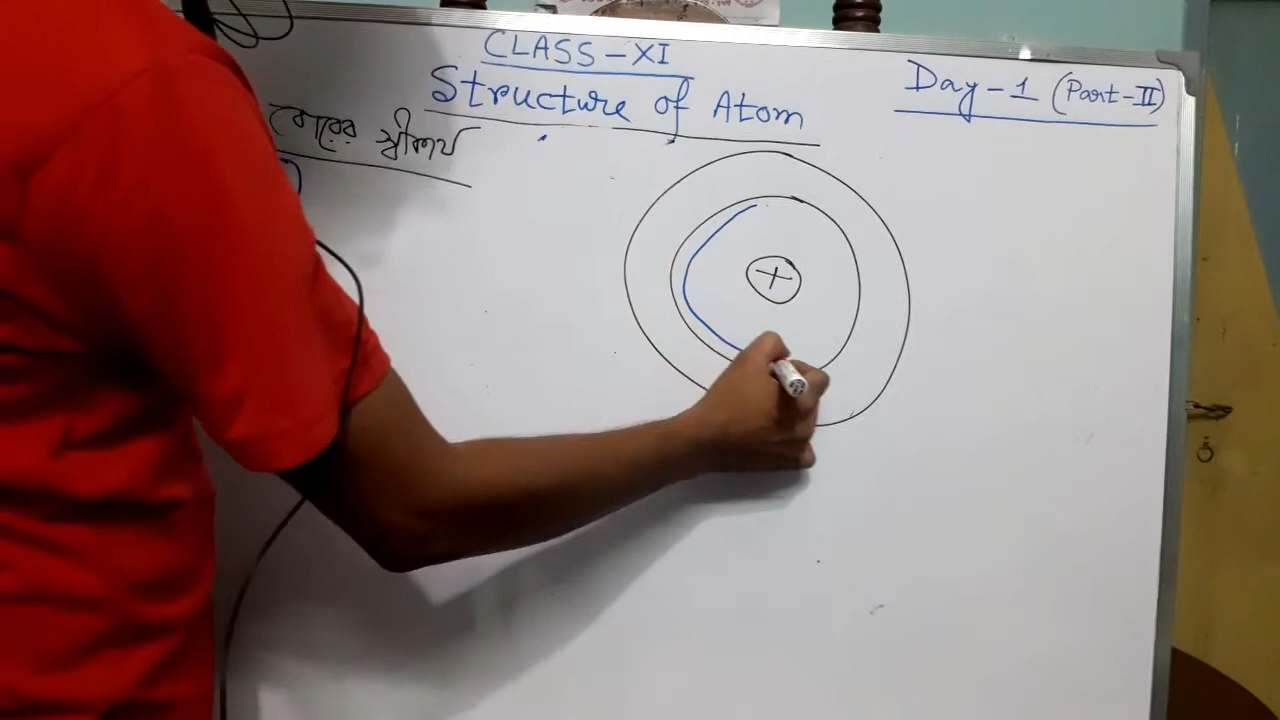 CLASS-XI
Structure of Atom
Day-1 (Part-II)
বোরের স্বীকার্য
+